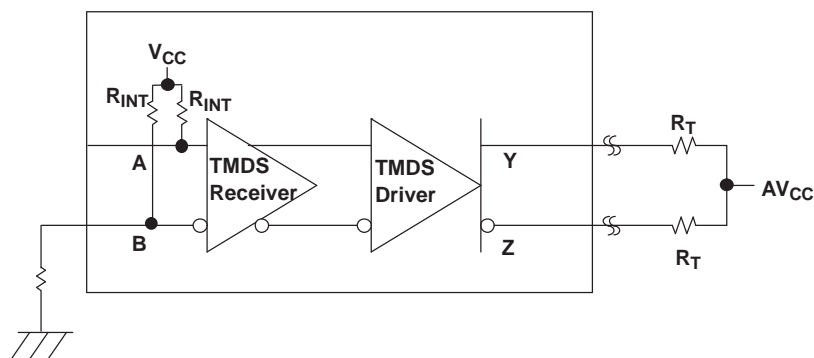 VCC
RINT
RINT
A
TMDS
Receiver
TMDS
Driver
Y
RT
AVCC
B
Z
RT